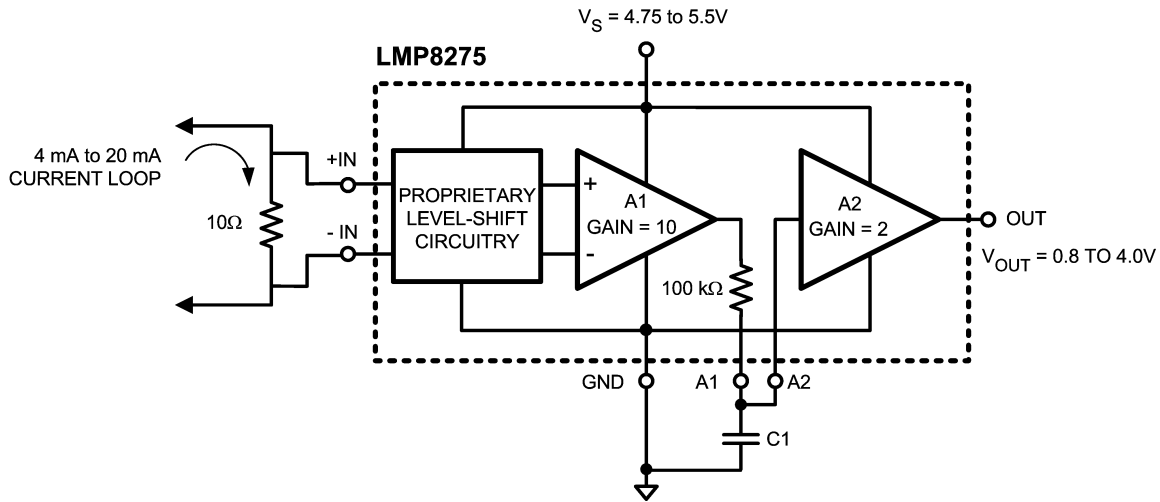 V_S = 4.75 to 5.5V
LMP8275
4 mA to 20 mA
CURRENT LOOP
10Ω
+IN
- IN
PROPRIETARY
LEVEL-SHIFT
CIRCUITRY
+
-
A1
GAIN = 10
100 kΩ
A2
GAIN = 2
OUT
V_OUT = 0.8 TO 4.0V
GND
A1
A2
C1